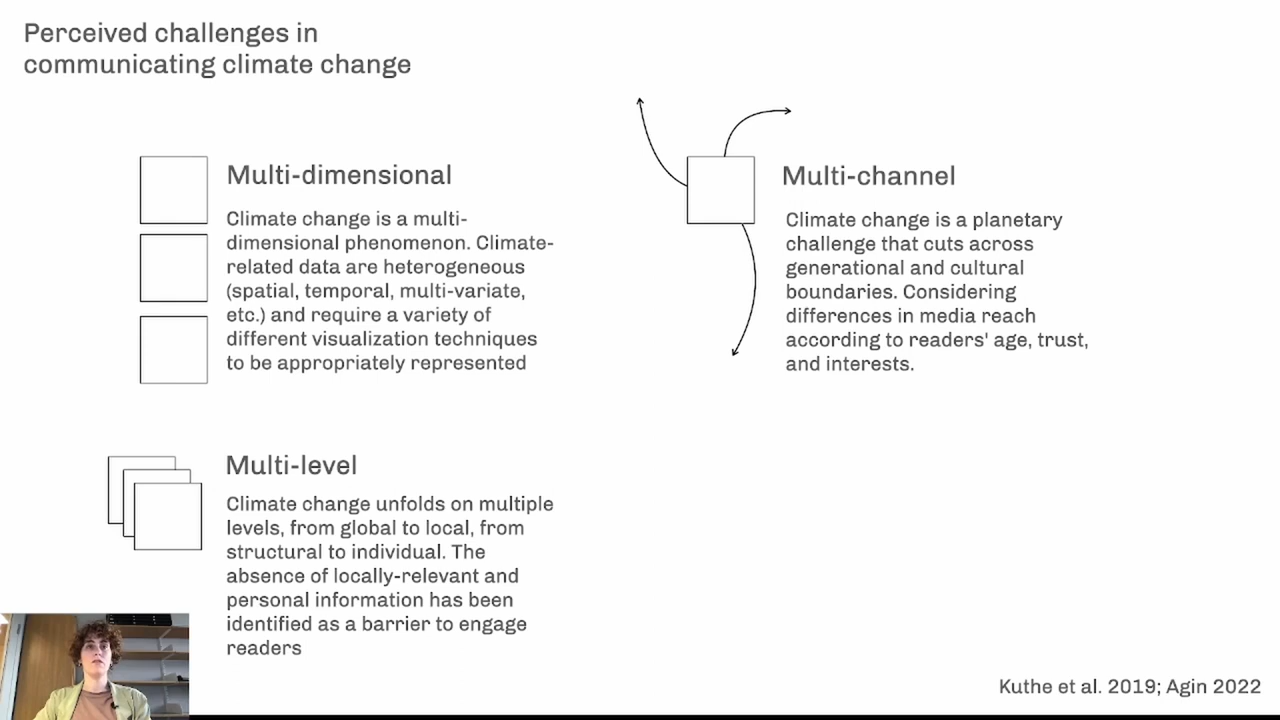 Perceived challenges in
communicating climate change
Multi-dimensional
Climate change is a multi-
dimensional phenomenon. Climate-
related data are heterogeneous
(spatial, temporal, multi-variate,
etc.) and require a variety of
different visualization techniques
to be appropriately represented
Multi-channel
Climate change is a planetary
challenge that cuts across
generational and cultural
boundaries. Considering
differences in media reach
according to readers' age, trust,
and interests.
Multi-level
Climate change unfolds on multiple
levels, from global to local, from
structural to individual. The
absence of locally-relevant and
personal information has been
identified as a barrier to engage
readers
Kuthe et al. 2019; Agin 2022